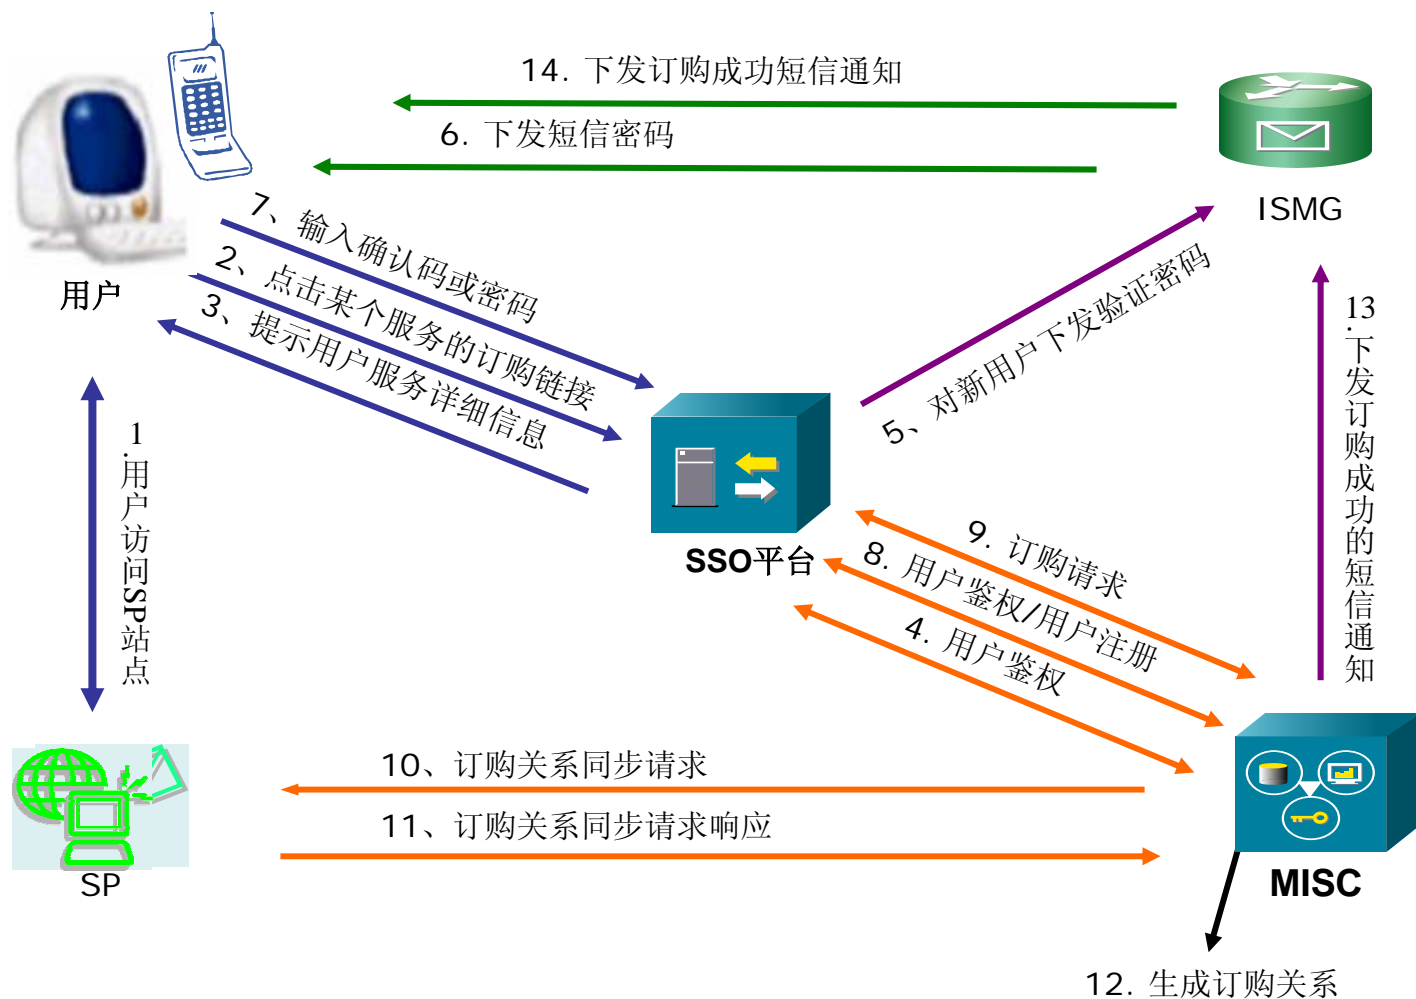 14. 下发订购成功短信通知
6. 下发短信密码
ISMG
7、输入确认码或密码
2、点击某个服务的订购链接
3、提示用户服务详细信息
用户
5、对新用户下发验证密码
13.下发订购成功的短信通知
1.用户访问SP站点
SSO平台
9. 订购请求
8. 用户鉴权/用户注册
4. 用户鉴权
10、订购关系同步请求
11、订购关系同步请求响应
SP
MISC
12. 生成订购关系